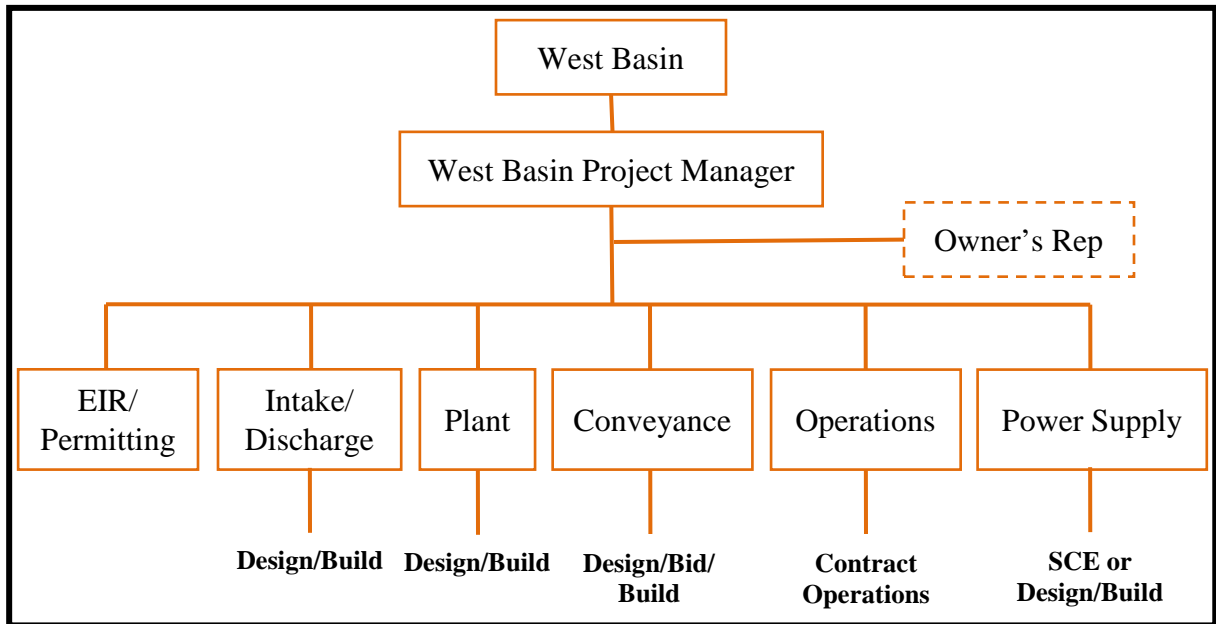 West Basin
West Basin Project Manager
Owner’s Rep
EIR/
Permitting
Intake/
Discharge
Plant
Conveyance
Operations
Power Supply
Design/Build
Design/Build
Design/Bid/
Build
Contract
Operations
SCE or
Design/Build